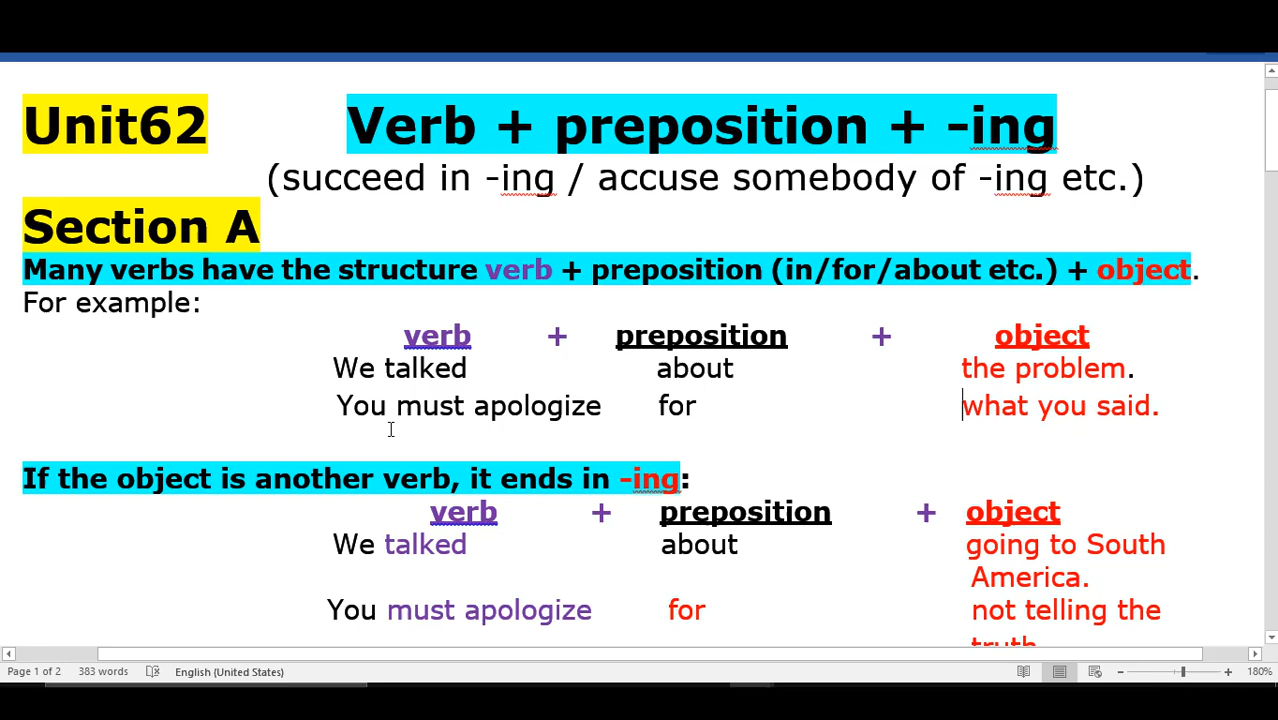 Unit62 Verb + preposition + -ing
(succeed in -ing / accuse somebody of -ing etc.)
Section A
Many verbs have the structure verb + preposition (in/for/about etc.) + object.
For example:
verb + preposition + object
We talked about the problem.
You must apologize for what you said.
If the object is another verb, it ends in -ing:
verb + preposition + object
We talked about going to South
America.
You must apologize for not telling the
truth
Page 1 of 2 383 words English (United States) 180%